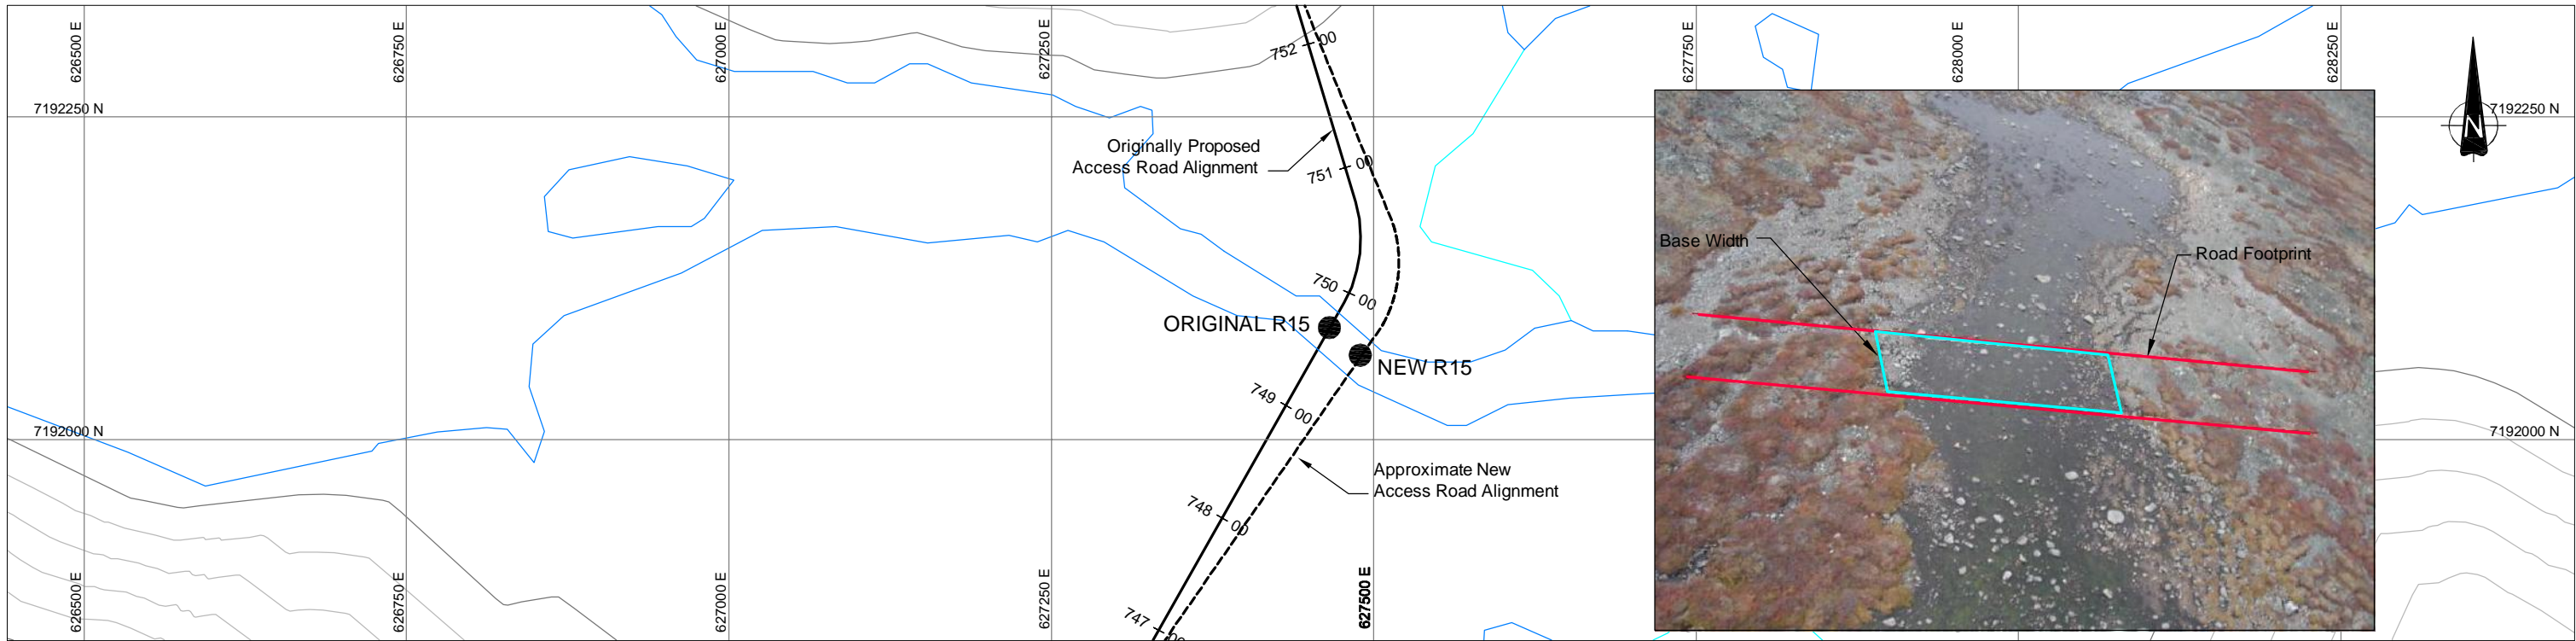 626500 E
626750 E
627000 E
627250 E
627750 E
628000 E
628250 E
752+00
7192250 N
7192250 N
N
Originally Proposed
Access Road Alignment
751+00
Base Width
Road Footprint
750+00
ORIGINAL R15
NEW R15
749+00
7192000 N
7192000 N
Approximate New
Access Road Alignment
748+00
747+00
626500 E
626750 E
627000 E
627250 E
627500 E